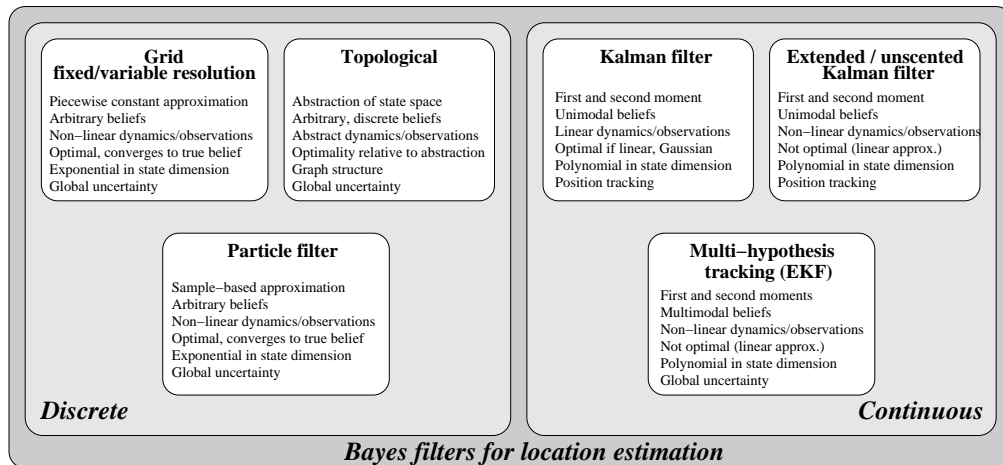 Grid
fixed/variable resolution
Piecewise constant approximation
Arbitrary beliefs
Non−linear dynamics/observations
Optimal, converges to true belief
Exponential in state dimension
Global uncertainty
Topological
Abstraction of state space
Arbitrary, discrete beliefs
Abstract dynamics/observations
Optimality relative to abstraction
Graph structure
Global uncertainty
Particle filter
Sample−based approximation
Arbitrary beliefs
Non−linear dynamics/observations
Optimal, converges to true belief
Exponential in state dimension
Global uncertainty
Discrete
Kalman filter
First and second moment
Unimodal beliefs
Linear dynamics/observations
Optimal if linear, Gaussian
Polynomial in state dimension
Position tracking
Extended / unscented
Kalman filter
First and second moment
Unimodal beliefs
Non−linear dynamics/observations
Not optimal (linear approx.)
Polynomial in state dimension
Position tracking
Multi−hypothesis
tracking (EKF)
First and second moments
Multimodal beliefs
Non−linear dynamics/observations
Not optimal (linear approx.)
Polynomial in state dimension
Global uncertainty
Continuous
Bayes filters for location estimation